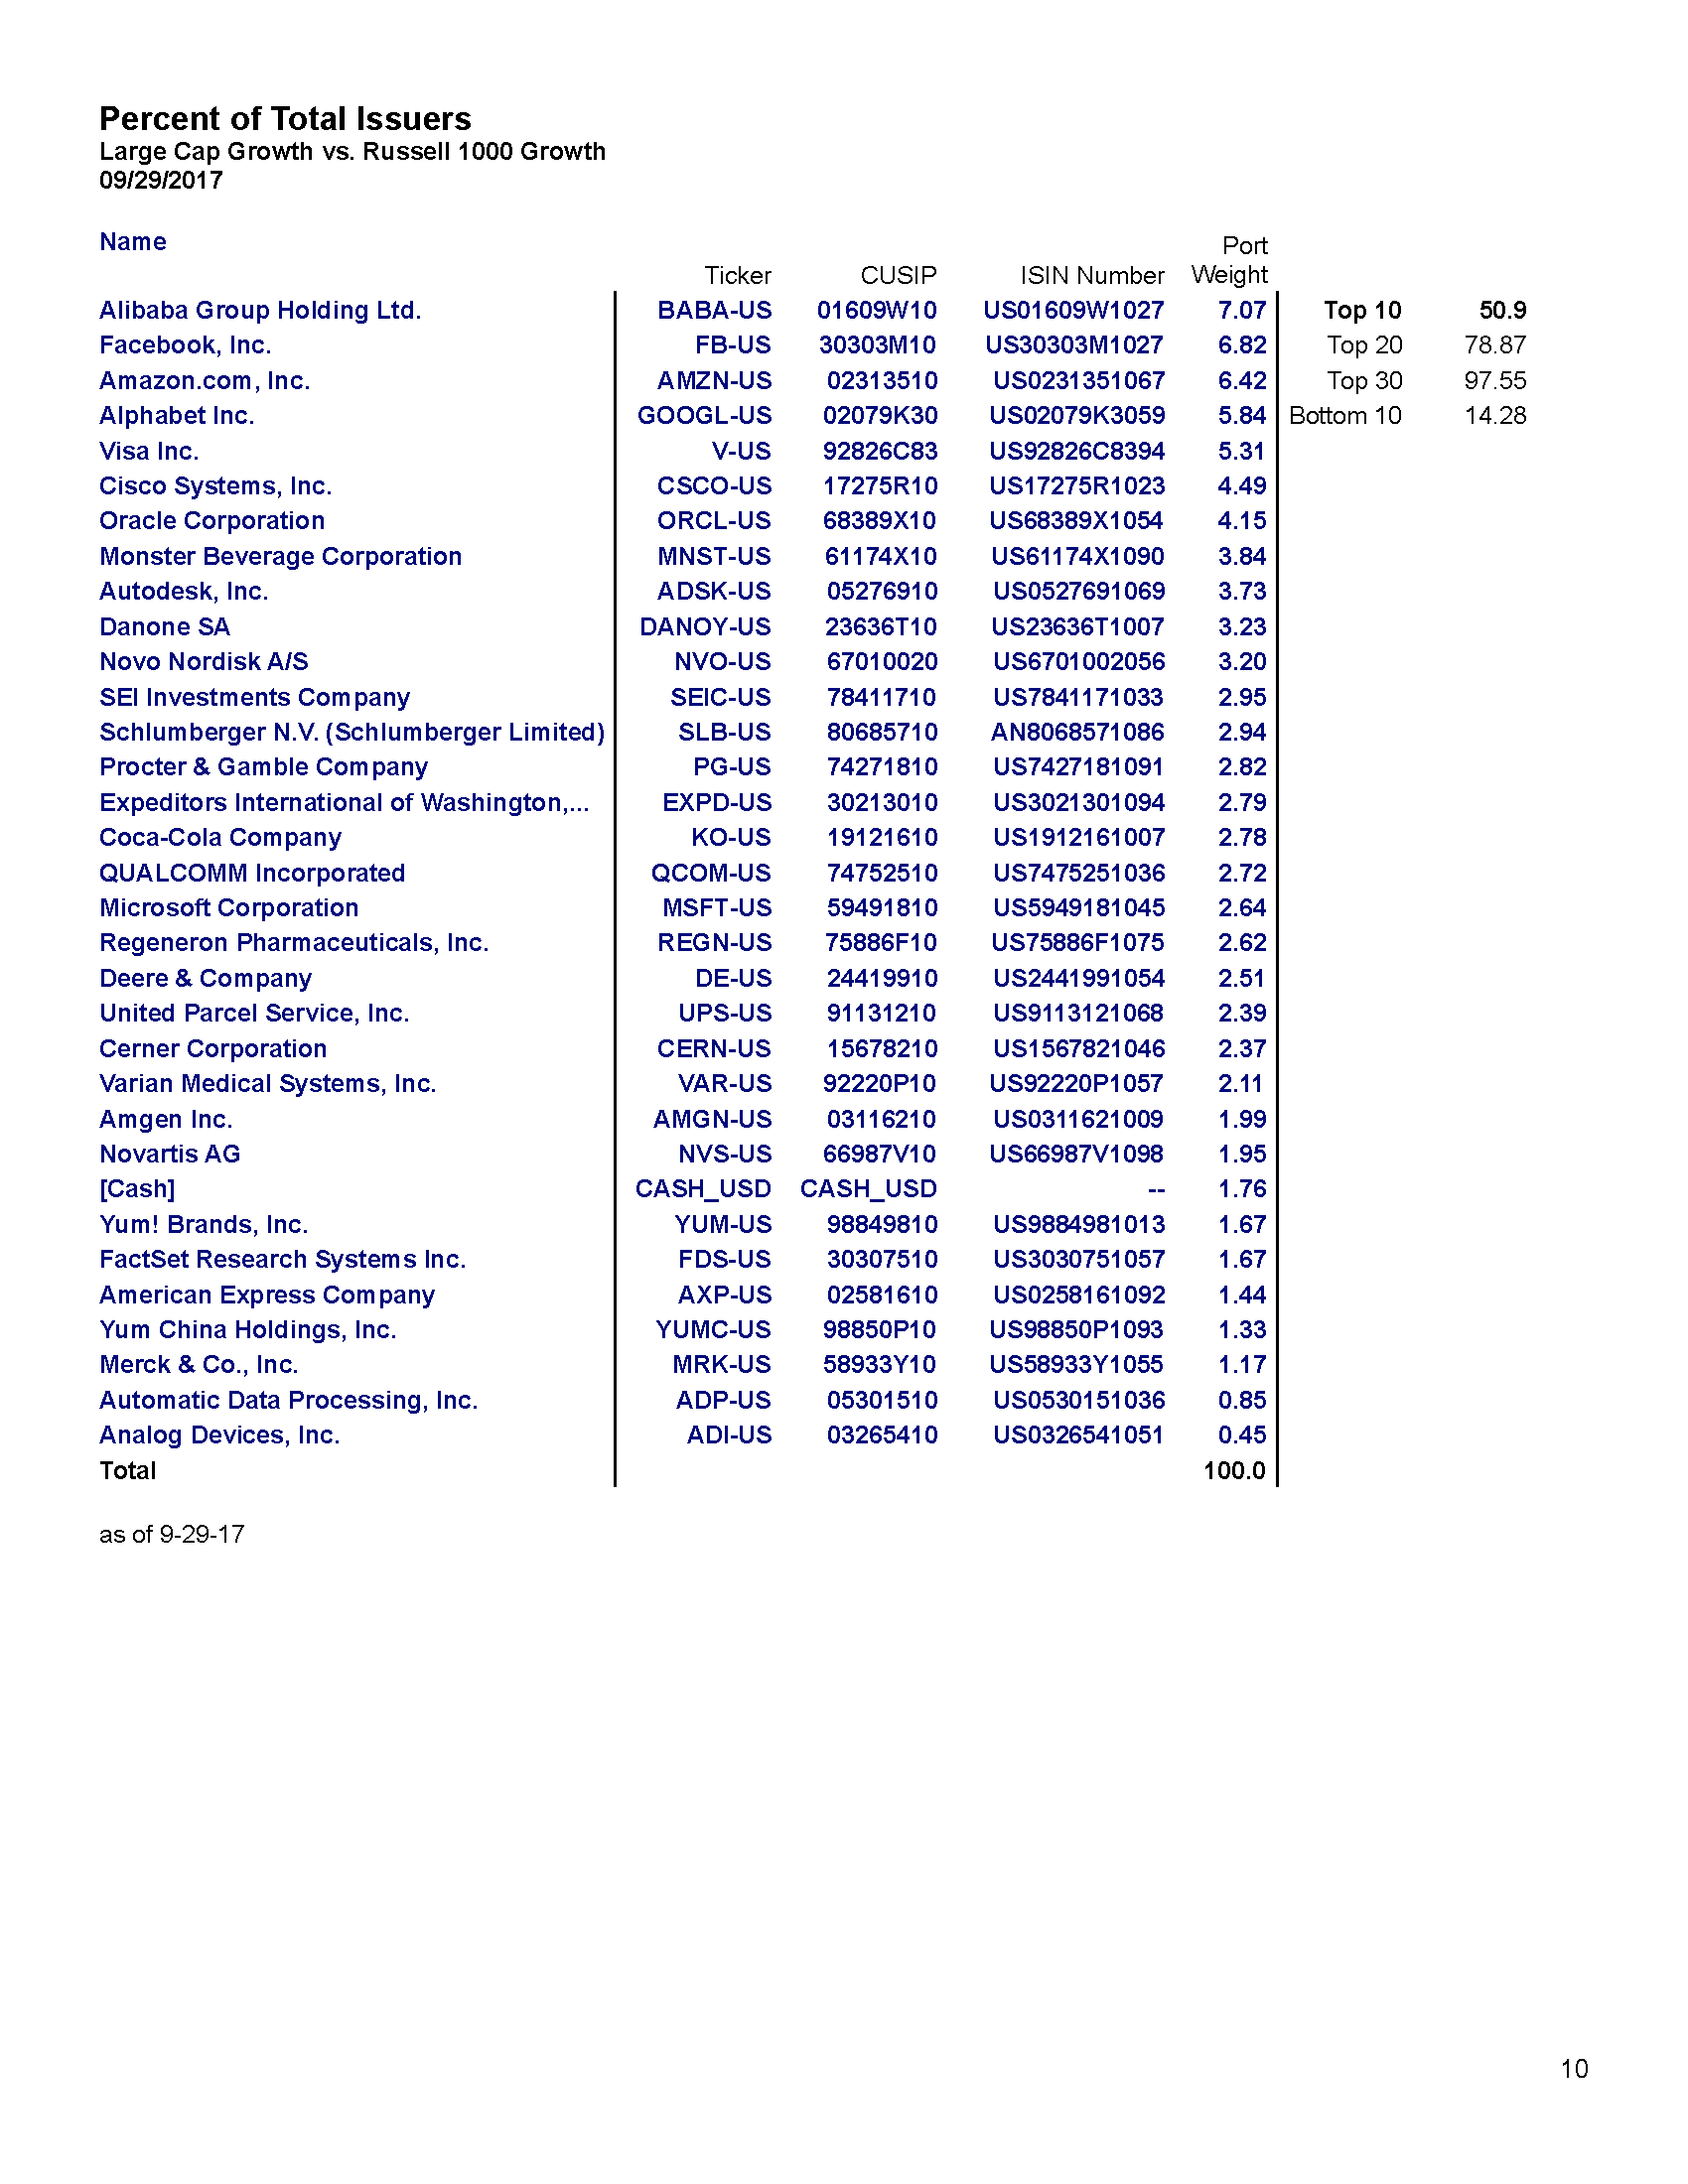 Percent of Total Issuers
Large Cap Growth vs. Russell 1000 Growth
09/29/2017
Name Ticker CUSIP ISIN Number Port Weight
Alibaba Group Holding Ltd. BABA-US 01609W10 US01609W1027 7.07 Top 10 50.9
Facebook, Inc. FB-US 30303M10 US30303M1027 6.82 Top 20 78.87
Amazon.com, Inc. AMZN-US 02313510 US0231351067 6.42 Top 30 97.55
Alphabet Inc. GOOGL-US 02079K30 US02079K3059 5.84 Bottom 10 14.28
Visa Inc. V-US 92826C83 US92826C8394 5.31
Cisco Systems, Inc. CSCO-US 17275R10 US17275R1023 4.49
Oracle Corporation ORCL-US 68389X10 US68389X1054 4.15
Monster Beverage Corporation MNST-US 61174X10 US61174X1090 3.84
Autodesk, Inc. ADSK-US 05276910 US0527691069 3.73
Danone SA DANOY-US 23636T10 US23636T1007 3.23
Novo Nordisk A/S NVO-US 67010020 US6701002056 3.20
SEI Investments Company SEIC-US 78411710 US7841171033 2.95
Schlumberger N.V. (Schlumberger Limited) SLB-US 80685710 AN8068571086 2.94
Procter & Gamble Company PG-US 74271810 US7427181091 2.82
Expeditors International of Washington,... EXPD-US 30213010 US3021301094 2.79
Coca-Cola Company KO-US 19121610 US1912161007 2.78
QUALCOMM Incorporated QCOM-US 74752510 US7475251036 2.72
Microsoft Corporation MSFT-US 59491810 US5949181045 2.64
Regeneron Pharmaceuticals, Inc. REGN-US 75886F10 US75886F1075 2.62
Deere & Company DE-US 24419910 US2441991054 2.51
United Parcel Service, Inc. UPS-US 91131210 US9113121068 2.39
Cerner Corporation CERN-US 15678210 US1567821046 2.37
Varian Medical Systems, Inc. VAR-US 92220P10 US92220P1057 2.11
Amgen Inc. AMGN-US 03116210 US0311621009 1.99
Novartis AG NVS-US 66987V10 US66987V1098 1.95
[Cash] CASH_USD CASH_USD -- 1.76
Yum! Brands, Inc. YUM-US 98849810 US9884981013 1.67
FactSet Research Systems Inc. FDS-US 30307510 US3030751057 1.67
American Express Company AXP-US 02581610 US0258161092 1.44
Yum China Holdings, Inc. YUMC-US 98850P10 US98850P1093 1.33
Merck & Co., Inc. MRK-US 58933Y10 US58933Y1055 1.17
Automatic Data Processing, Inc. ADP-US 05301510 US0530151036 0.85
Analog Devices, Inc. ADI-US 03265410 US0326541051 0.45
Total 100.0
as of 9-29-17
10